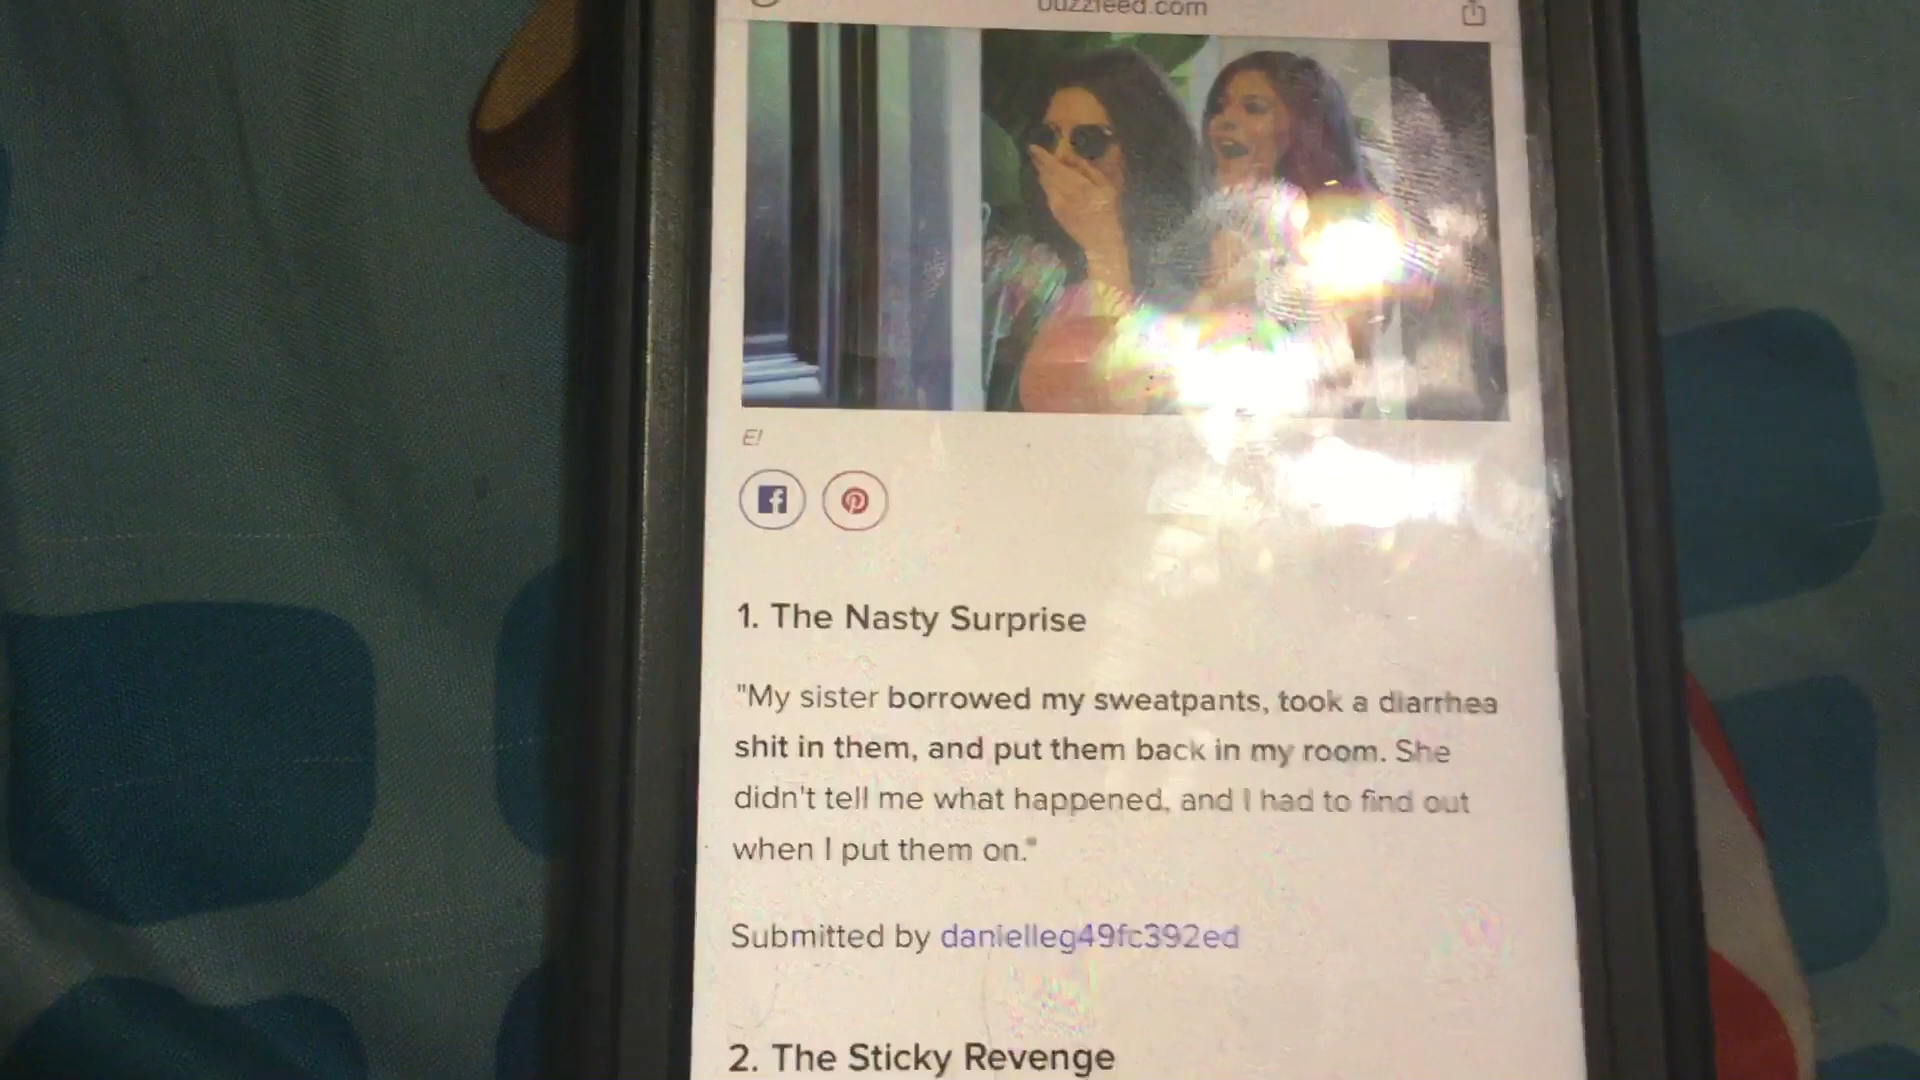 buzzfeed.com
E!
1. The Nasty Surprise
"My sister borrowed my sweatpants, took a diarrhea
shit in them, and put them back in my room. She
didn't tell me what happened, and I had to find out
when I put them on."
Submitted by danielleg49fc392ed
2. The Sticky Revenge